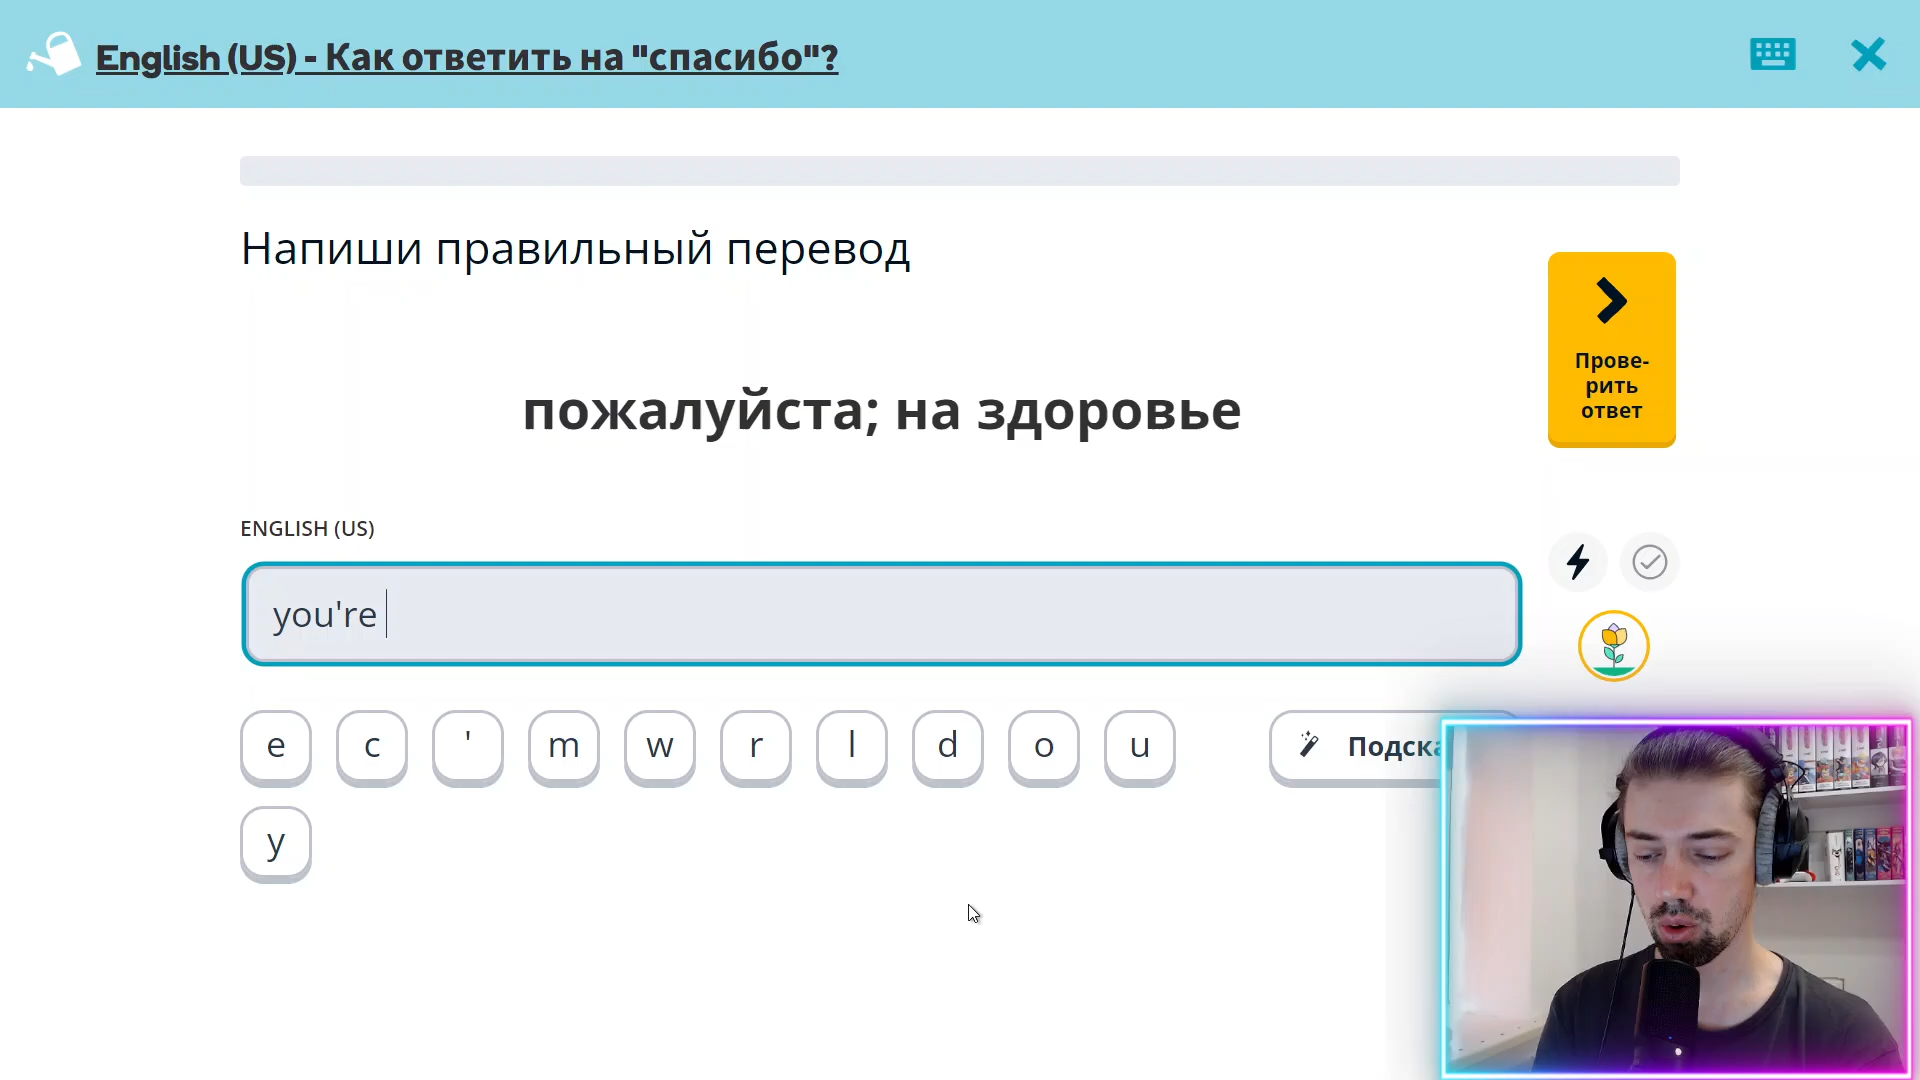 English (US) - Как ответить на "спасибо"?
Напиши правильный перевод
Прове-
рить
ответ
пожалуйста; на здоровье
ENGLISH (US)
you're
e c ' m w r l d o u
Подска
y